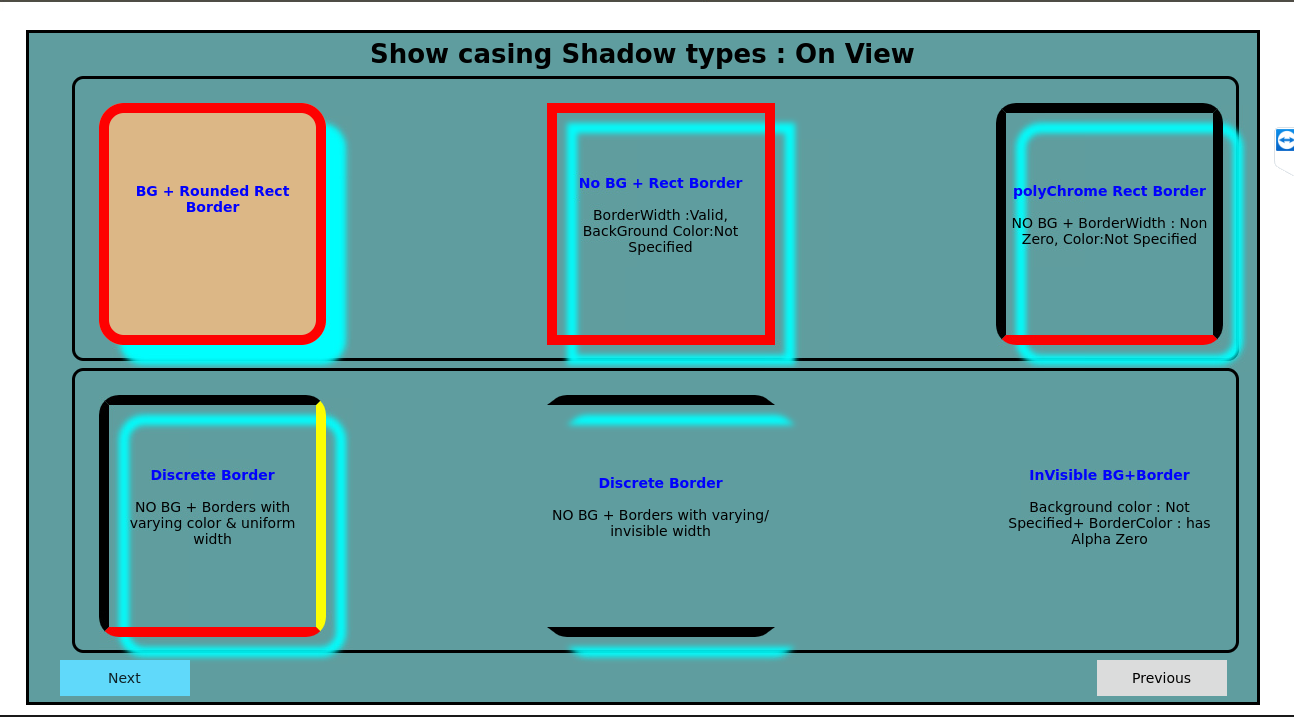 Show casing Shadow types : On View
BG + Rounded Rect
Border
No BG + Rect Border
BorderWidth :Valid,
BackGround Color:Not
Specified
polyChrome Rect Border
NO BG + BorderWidth : Non
Zero, Color:Not Specified
Discrete Border
NO BG + Borders with
varying color & uniform
width
Discrete Border
NO BG + Borders with varying/
invisible width
InVisible BG+Border
Background color : Not
Specified+ BorderColor : has
Alpha Zero
Next
Previous